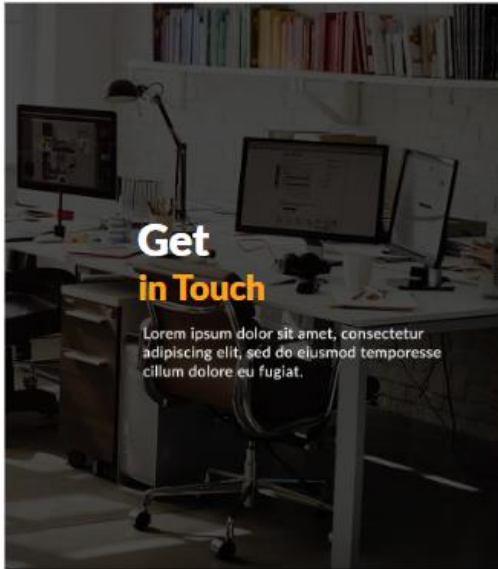 Get
in Touch
Lorem ipsum dolor sit amet, consectetur
adipiscing elit, sed do eiusmod temporesse
cillum dolore eu fugiat.